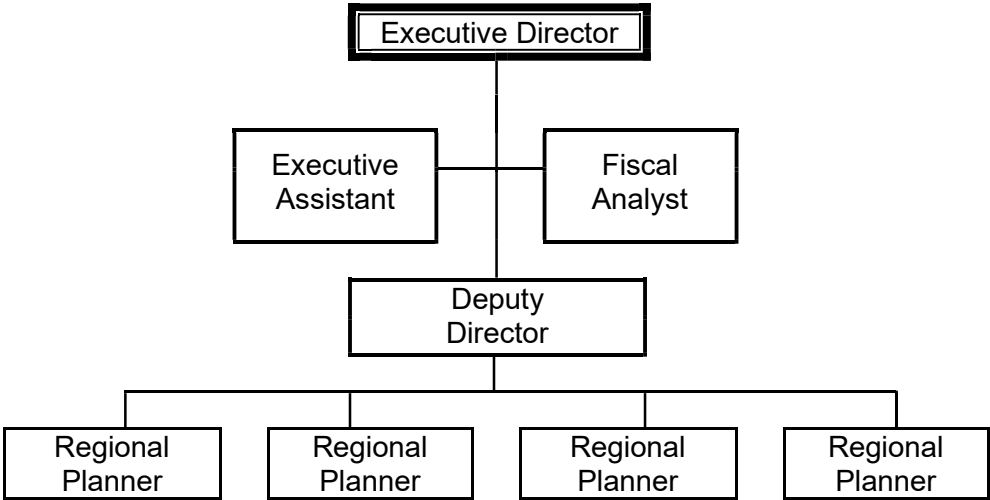 Executive Director
Executive
Assistant
Fiscal
Analyst
Deputy
Director
Regional
Planner
Regional
Planner
Regional
Planner
Regional
Planner